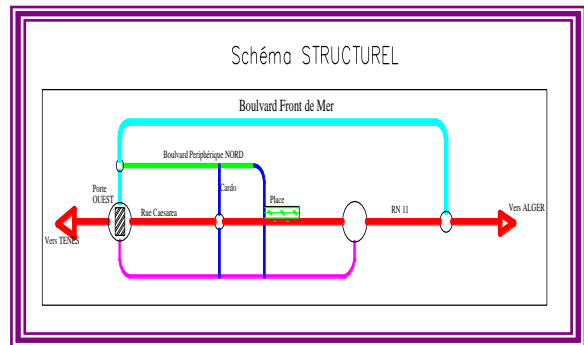 Schéma STRUCTUREL
Boulvard Front de Mer
Boulvard Periphérique NORD
Porte
OUEST
Cardo
Place
Rue Caesarea
RN 11
Vers ALGER
Vers TENES